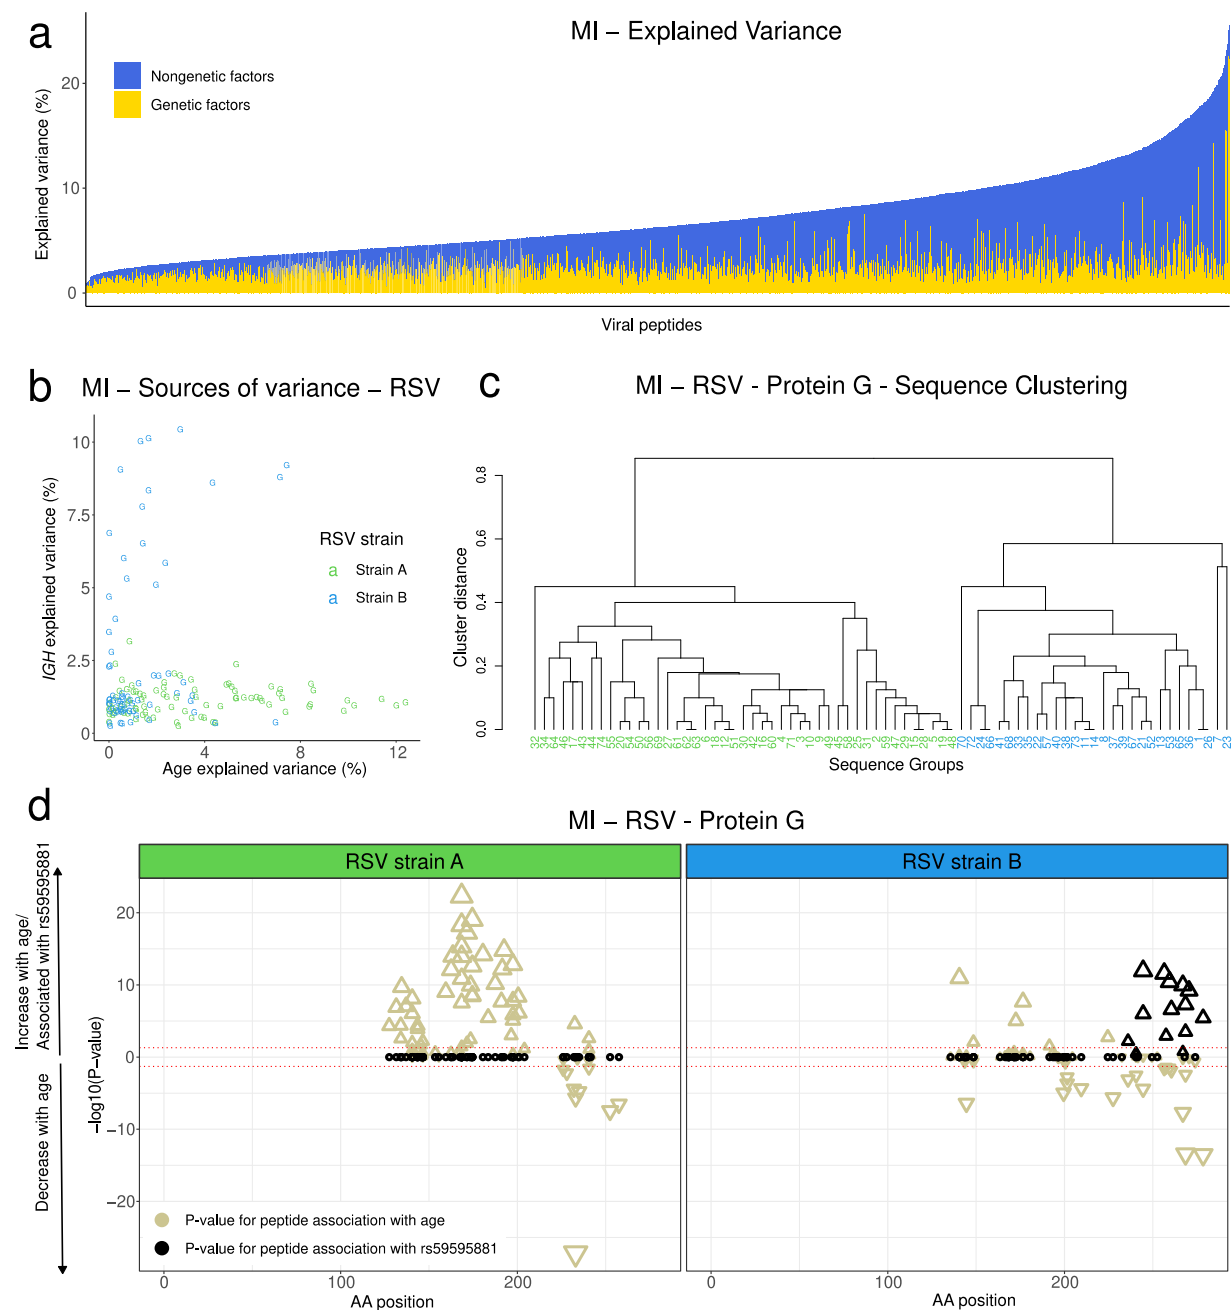 a
MI – Explained Variance
Explained variance (%)
20
10
0
Nongenetic factors
Genetic factors
Viral peptides
b
MI – Sources of variance – RSV
IGH explained variance (%)
10
7.5
5
2.5
0
RSV strain
a Strain A
a Strain B
0 4 8 12
Age explained variance (%)
c
MI – RSV - Protein G - Sequence Clustering
Cluster distance
0.8
0.6
0.4
0.2
0.0
Sequence Groups
d
MI – RSV - Protein G
RSV strain A
RSV strain B
Increase with age/
Associated with rs59595881
Decrease with age
–log10(P–value)
20
10
0
–10
–20
P-value for peptide association with age
P-value for peptide association with rs59595881
0 100 200
0 100 200
AA position
AA position